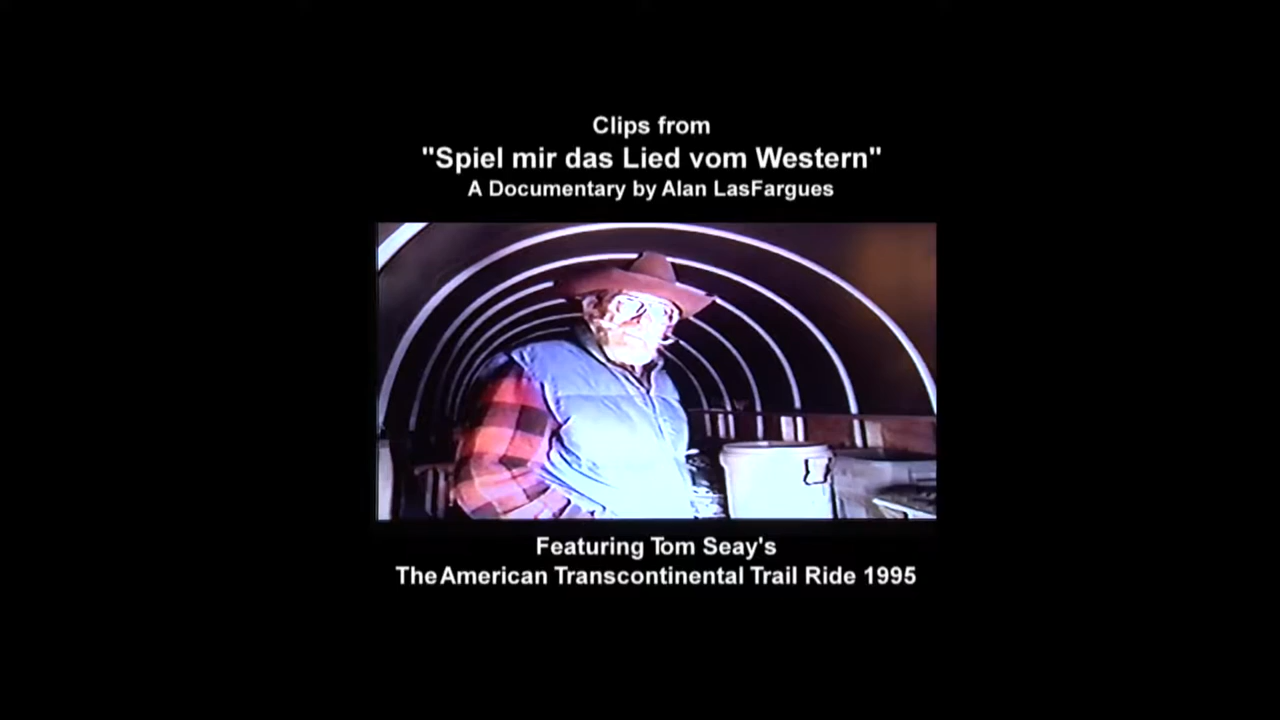 Clips from
"Spiel mir das Lied vom Western"
A Documentary by Alan LasFargues
Featuring Tom Seay's
The American Transcontinental Trail Ride 1995